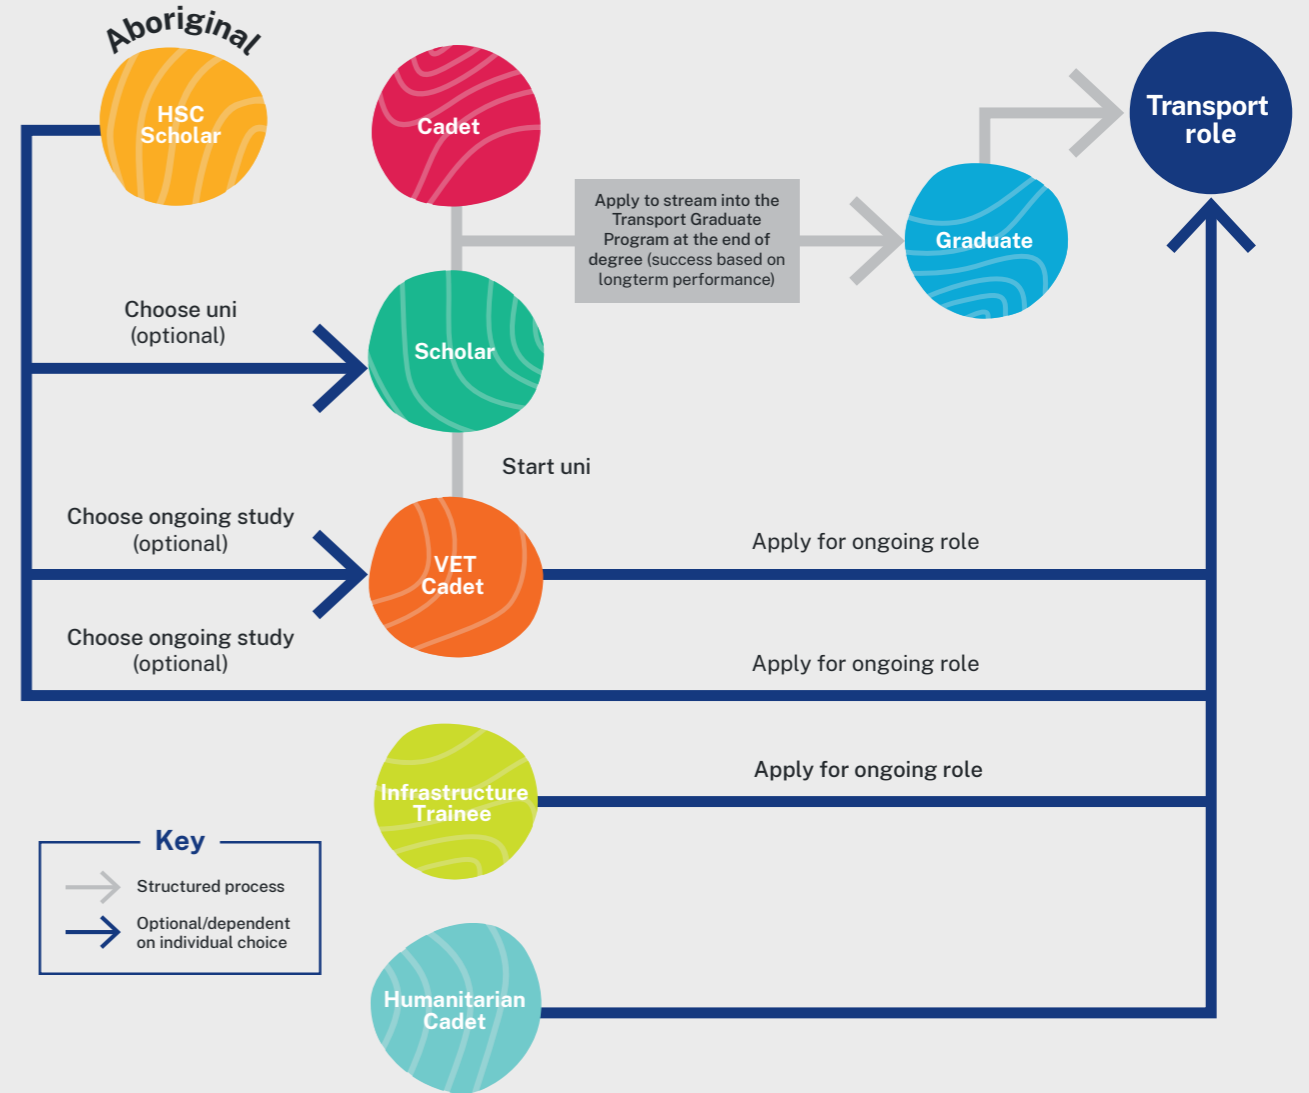 Aboriginal
HSC
Scholar
Cadet
Transport
role
Apply to stream into the
Transport Graduate
Program at the end of
degree (success based on
longterm performance)
Graduate
Choose uni
(optional)
Scholar
Start uni
Choose ongoing study
(optional)
VET
Cadet
Apply for ongoing role
Choose ongoing study
(optional)
Apply for ongoing role
Infrastructure
Trainee
Apply for ongoing role
Key
Structured process
Optional/dependent
on individual choice
Humanitarian
Cadet